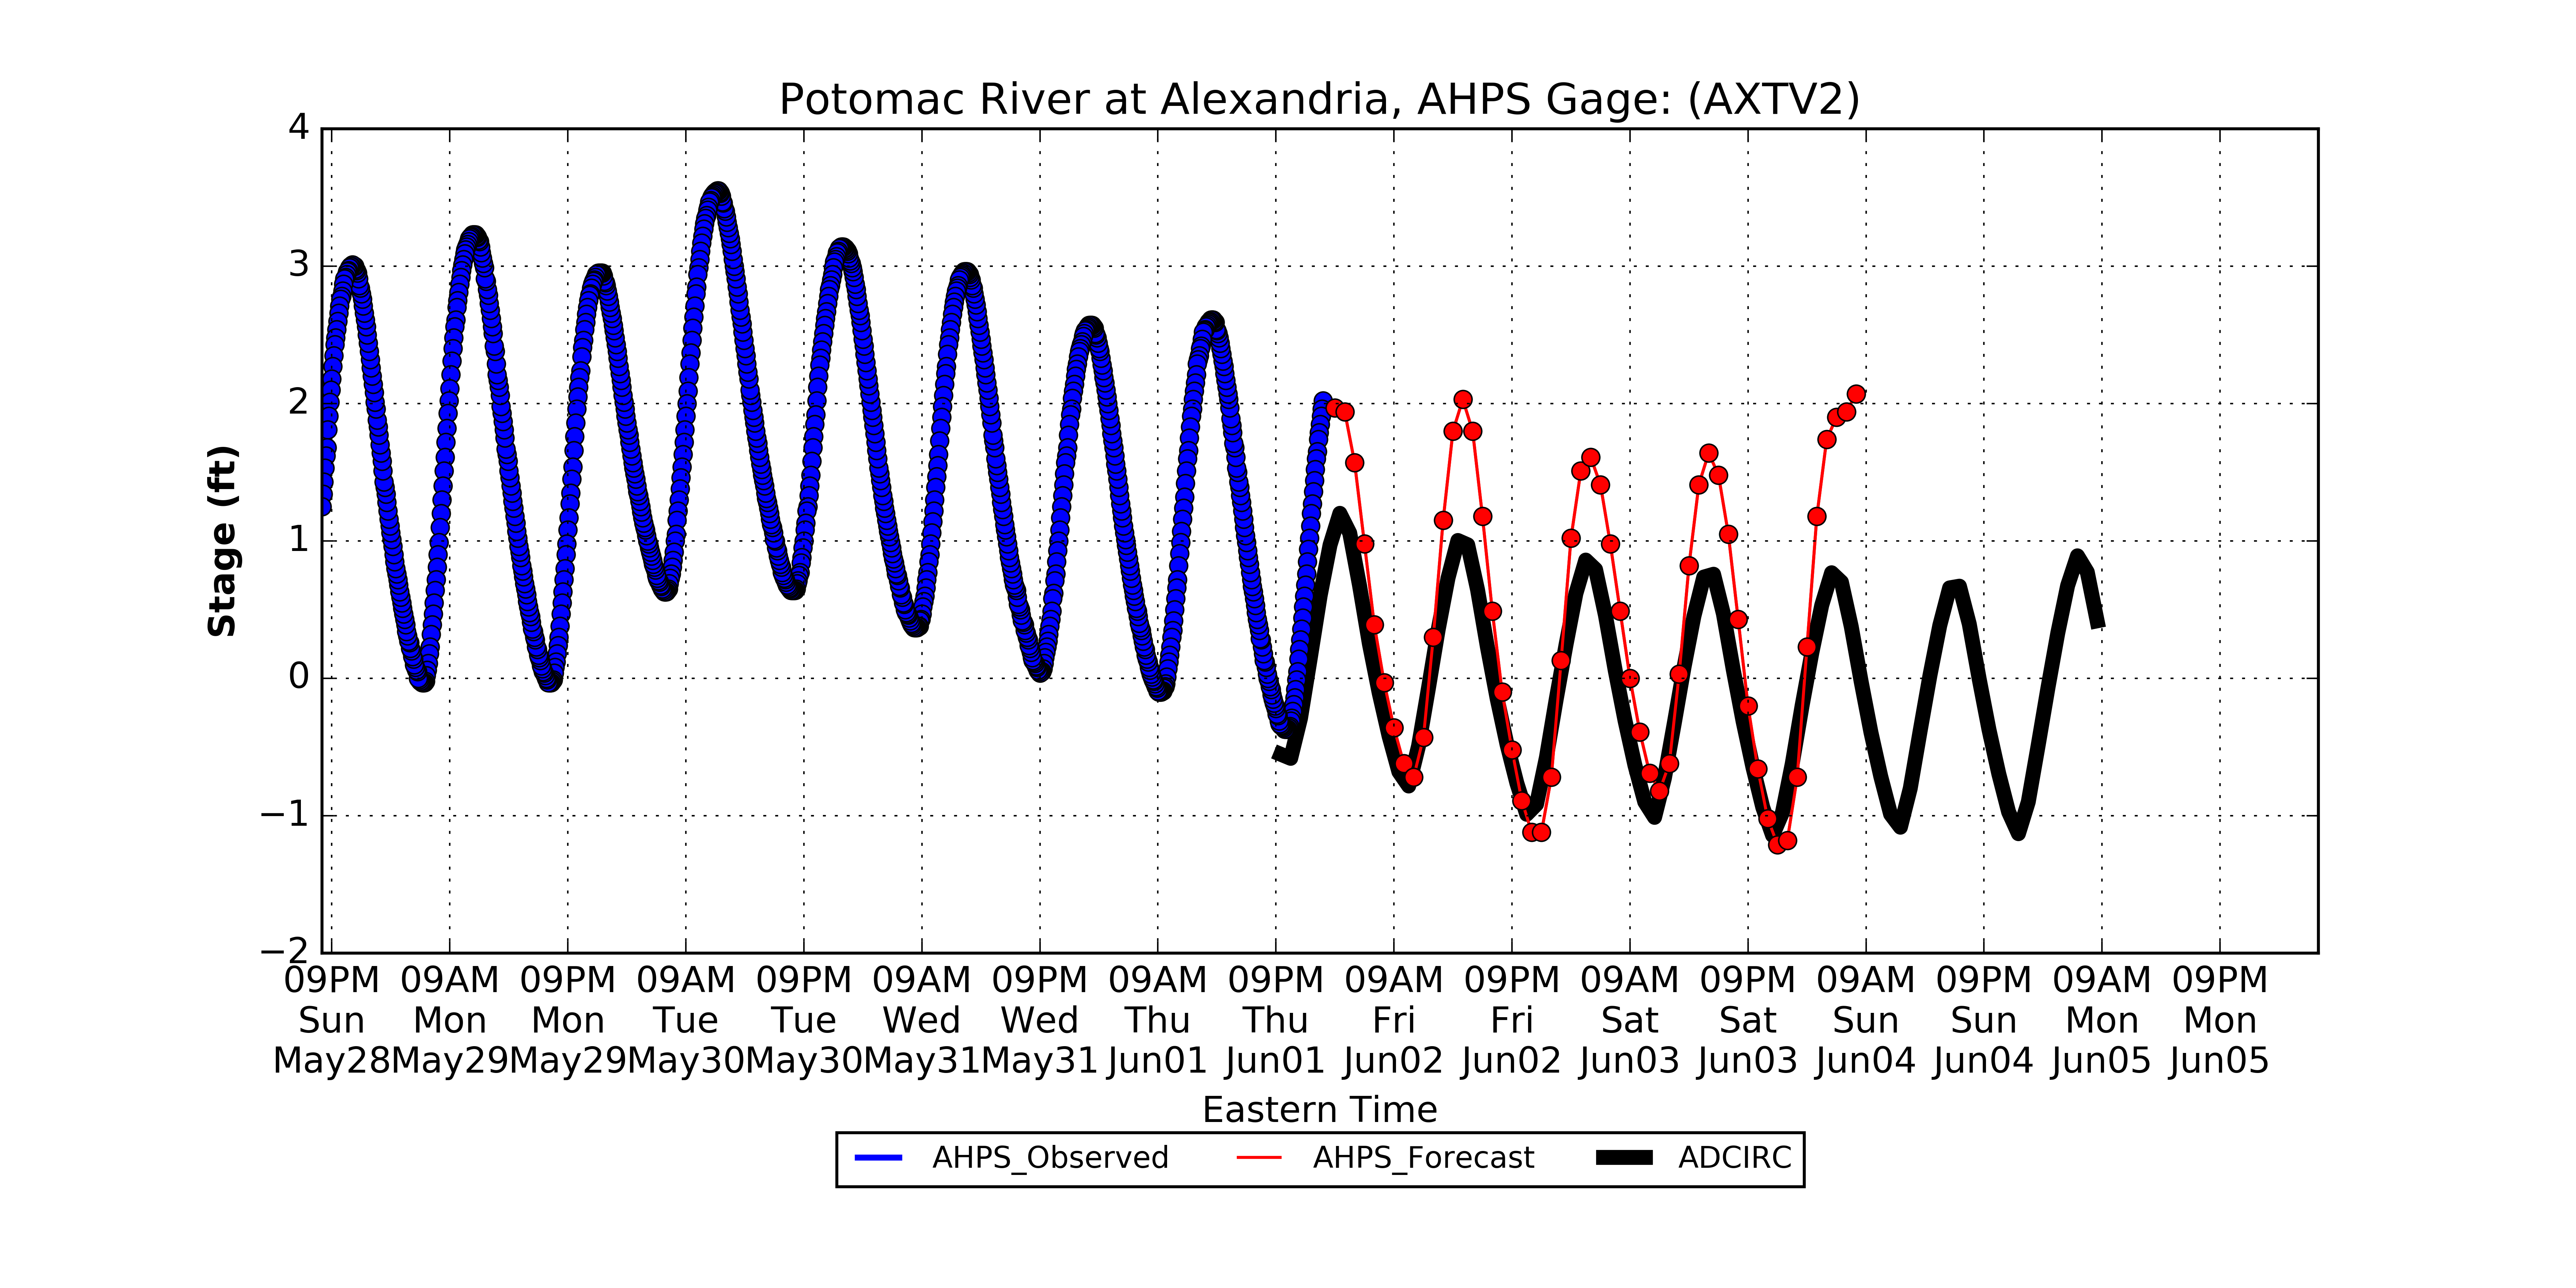 Potomac River at Alexandria, AHPS Gage: (AXTV2)
4
3
2
1
0
−1
−2
Stage (ft)
09PM 09AM 09PM 09AM 09PM 09AM 09PM 09AM 09PM 09AM 09PM 09AM 09PM 09AM 09PM 09AM 09PM
Sun Mon Mon Tue Tue Wed Wed Thu Thu Fri Fri Sat Sat Sun Sun Mon Mon
May28 May29 May29 May30 May30 May31 May31 Jun01 Jun01 Jun02 Jun02 Jun03 Jun03 Jun04 Jun04 Jun05 Jun05
Eastern Time
AHPS_Observed AHPS_Forecast ADCIRC